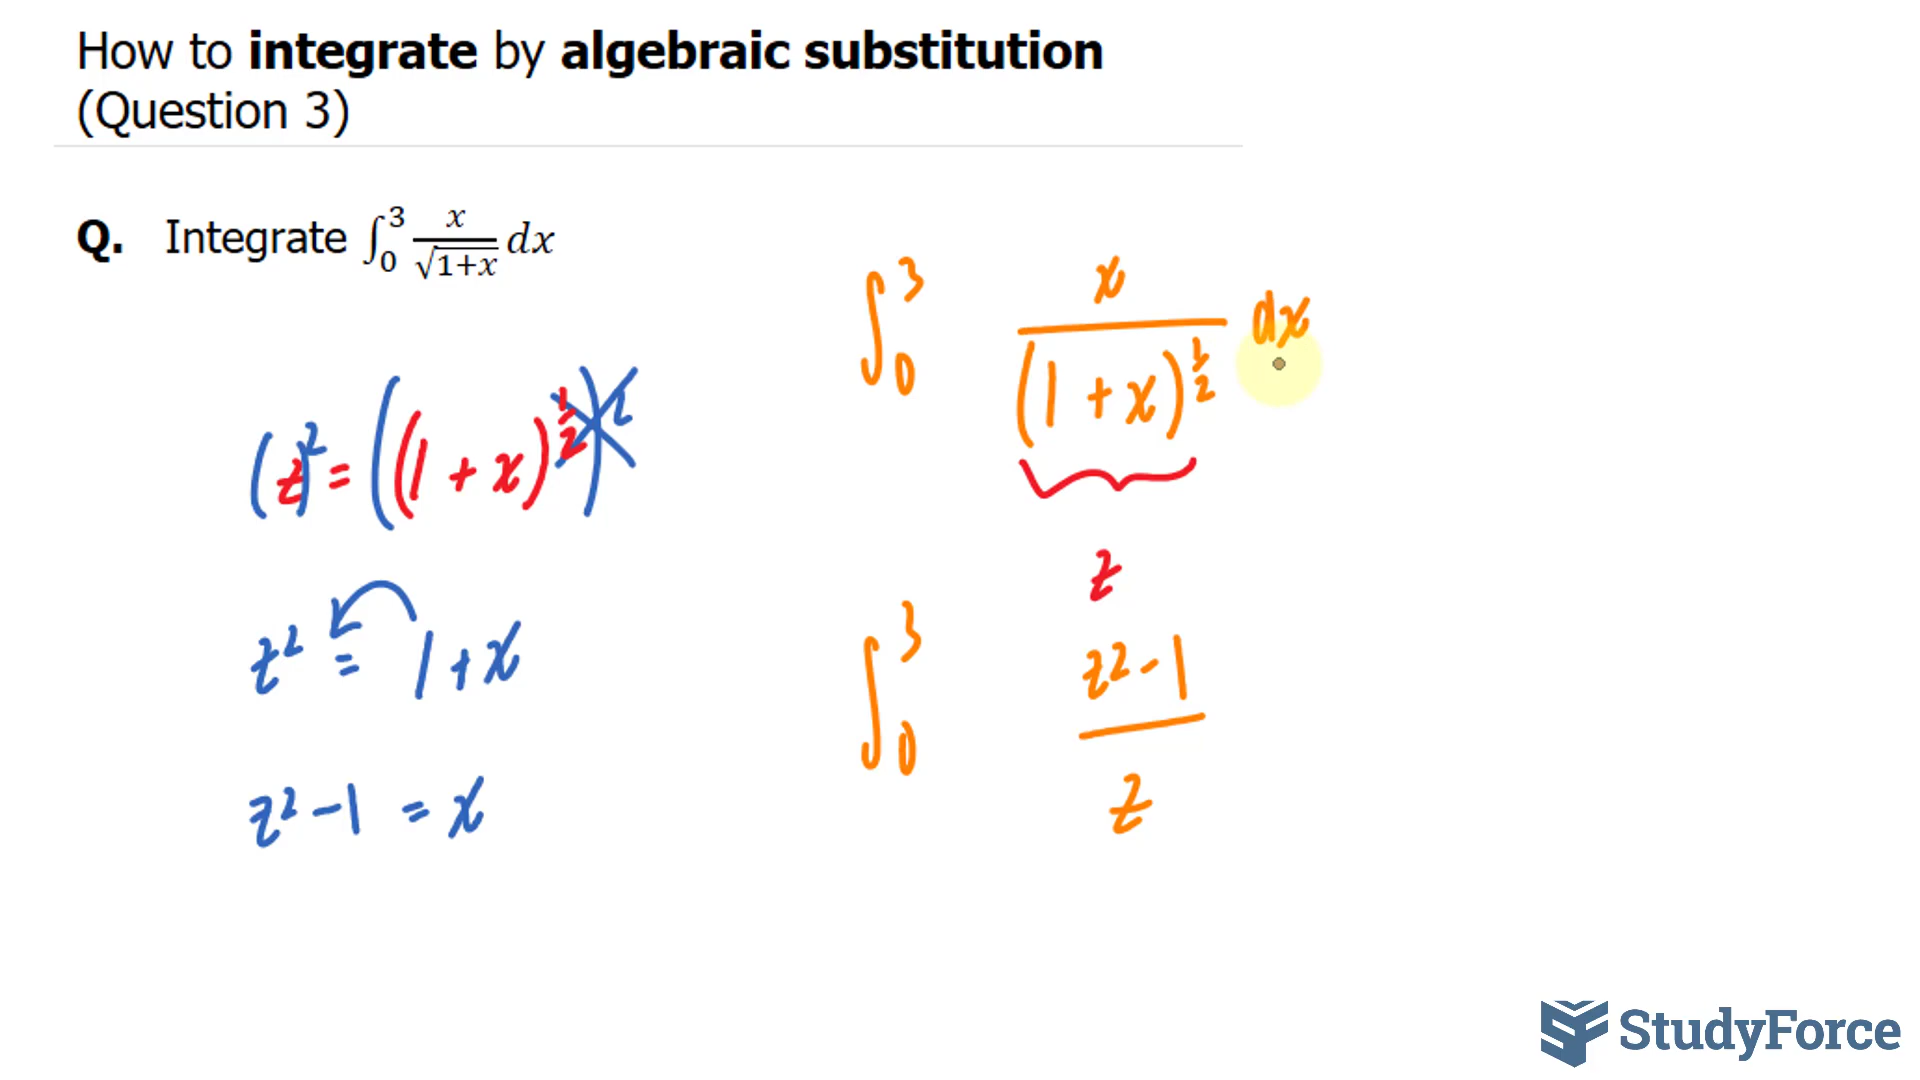 How to integrate by algebraic substitution
(Question 3)
Q. Integrate ∫₀³ x/√(1+x) dx
∫₀³ x/(1+x)^(1/2) dx
(z)² = ((1+x)^(1/2))²
z
z² = 1+x
∫₀³ (z²-1)/z
z²-1 = x
StudyForce